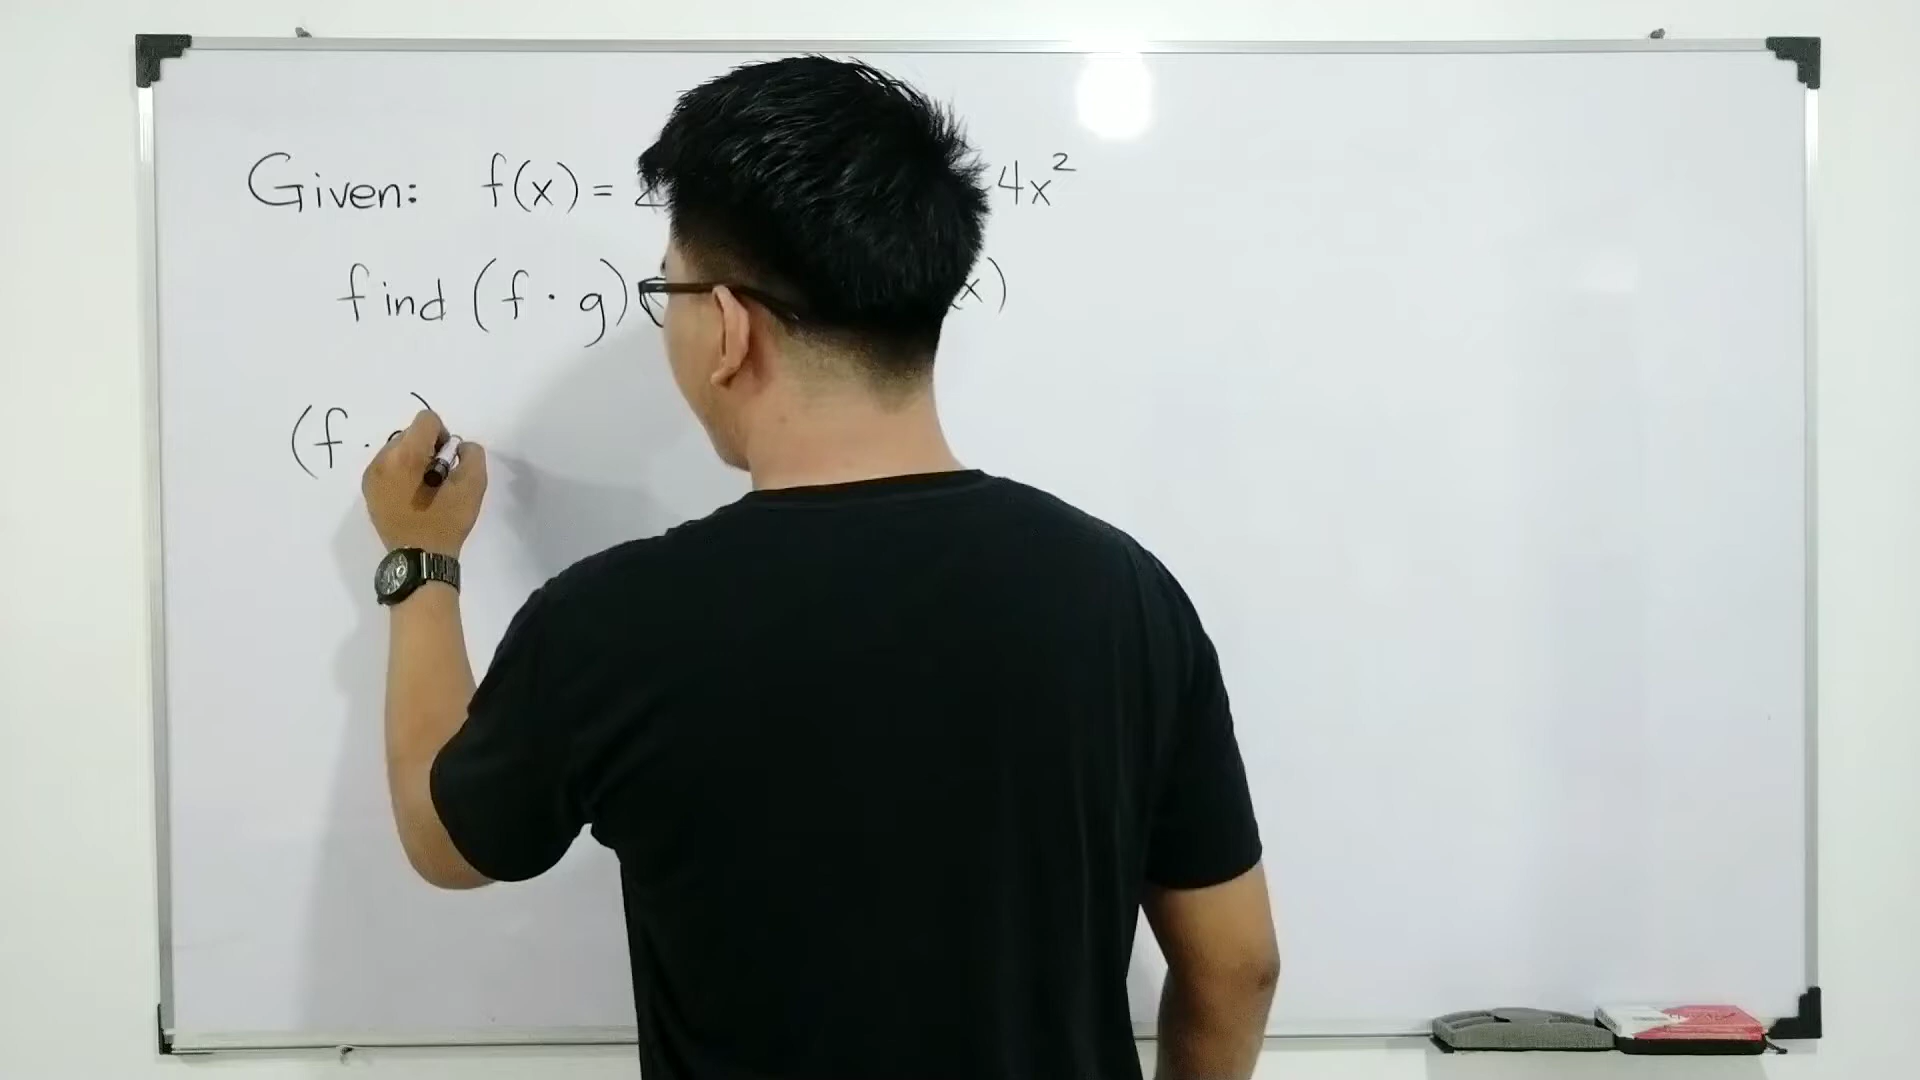 Given: f(x) = 4x²
find (f · g) x)
(f ·